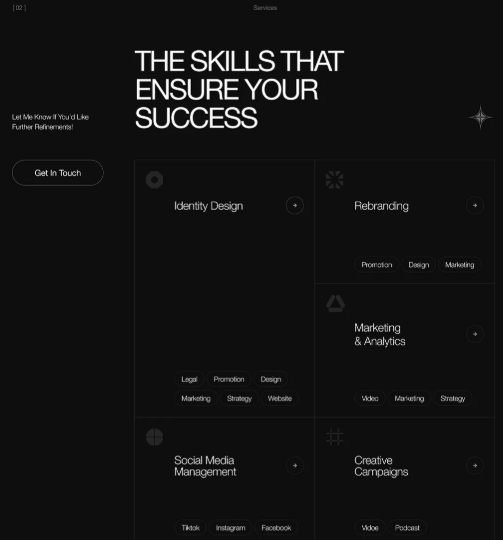 [ 02 ]
Services
THE SKILLS THAT
ENSURE YOUR
SUCCESS
Let Me Know If You'd Like
Further Refinements!
Get In Touch
Identity Design
Legal Promotion Design
Marketing Strategy Website
Rebranding
Promotion Design Marketing
Marketing
& Analytics
Video Marketing Strategy
Social Media
Management
Tiktok Instagram Facebook
Creative
Campaigns
Vidoe Podcast